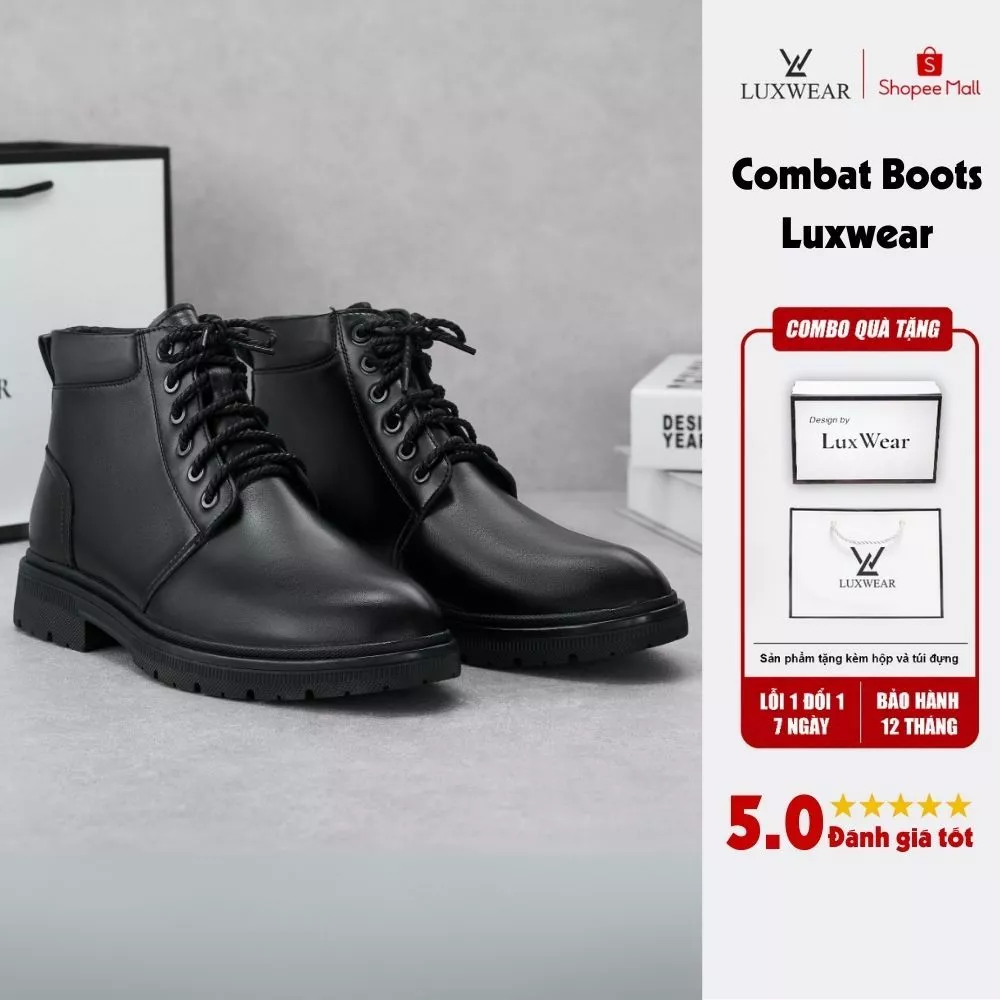 LUXWEAR
Shopee Mall
Combat Boots
Luxwear
COMBO QUÀ TẶNG
Design by
LuxWear
LUXWEAR
Sản phẩm tặng kèm hộp và túi đựng
LỖI 1 ĐỔI 1
7 NGÀY
BẢO HÀNH
12 THÁNG
5.0
Đánh giá tốt
R
DESI
YEA